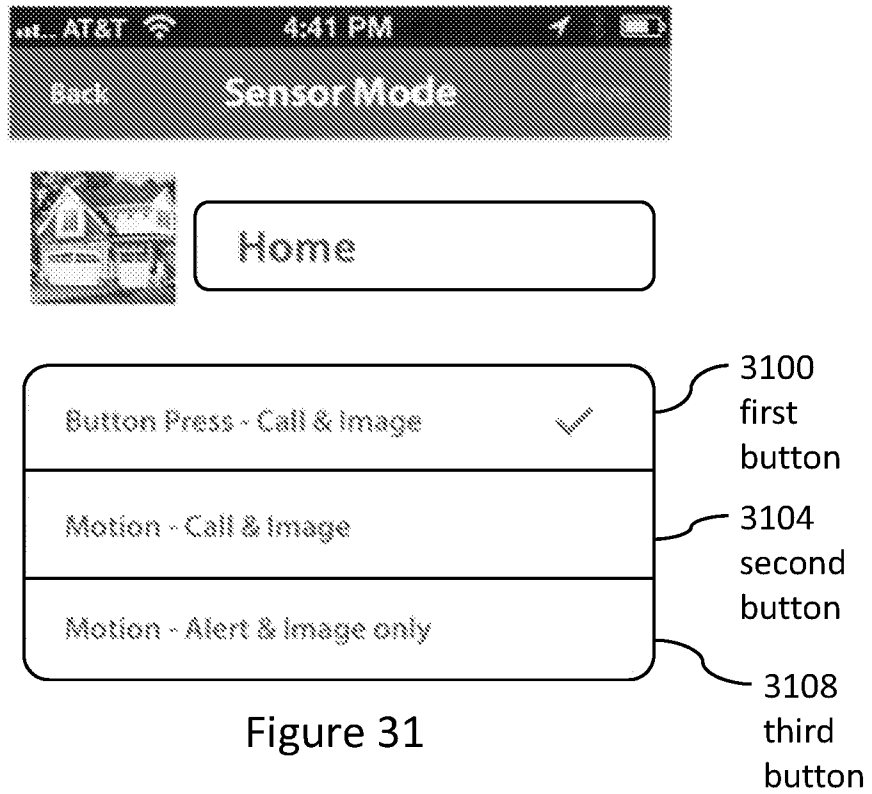 AT&T 4:41 PM
Back Sensor Mode
Home
Button Press - Call & Image
3100
first
button
Motion - Call & Image
3104
second
button
Motion - Alert & Image only
3108
third
button
Figure 31